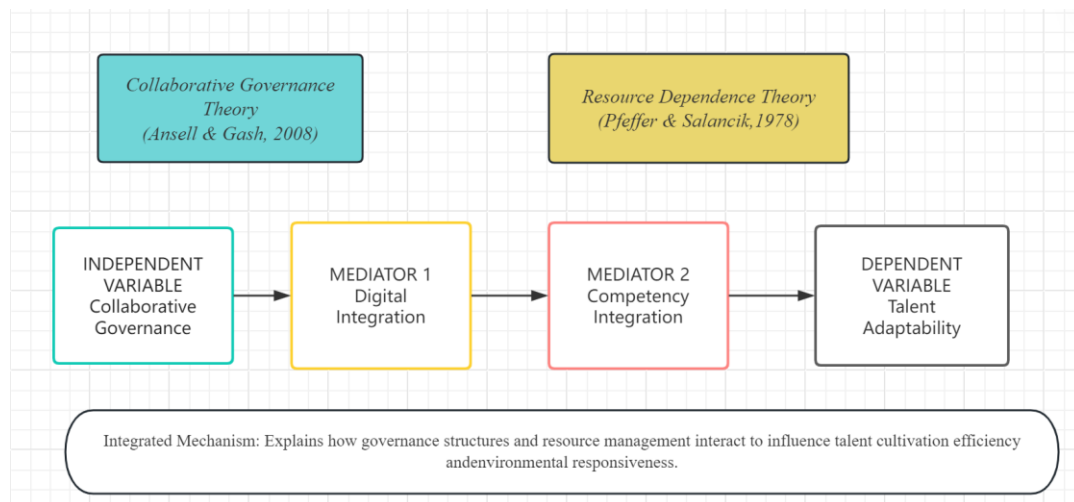 Collaborative Governance
Theory
(Ansell & Gash, 2008)
Resource Dependence Theory
(Pfeffer & Salancik,1978)
INDEPENDENT
VARIABLE
Collaborative
Governance
MEDIATOR 1
Digital
Integration
MEDIATOR 2
Competency
Integration
DEPENDENT
VARIABLE
Talent
Adaptability
Integrated Mechanism: Explains how governance structures and resource management interact to influence talent cultivation efficiency
andenvironmental responsiveness.